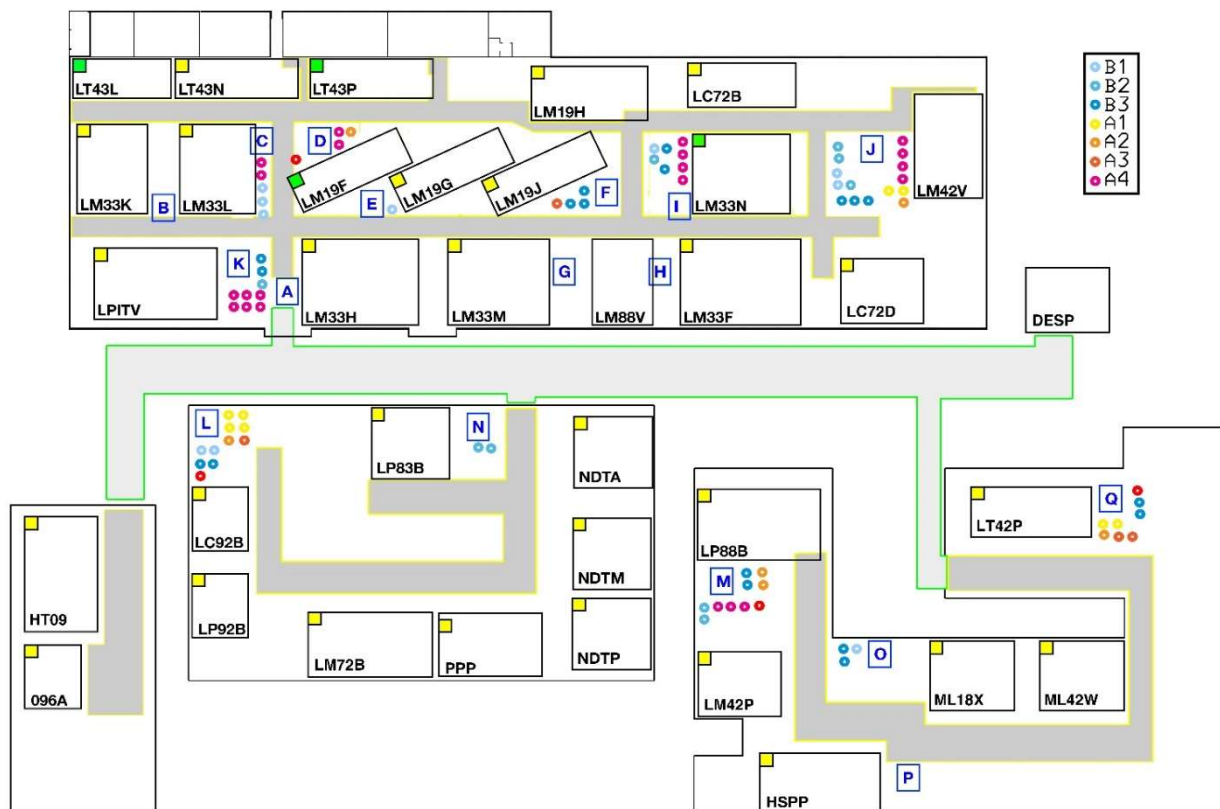 LT43L
LT43N
LT43P
LM19H
LC72B
B1
B2
B3
A1
A2
A3
A4
C
D
J
LM33K
B
LM33L
LM19F
E
LM19G
LM19J
F
I
LM33N
LM42V
K
LPITV
A
LM33H
LM33M
G
LM88V
H
LM33F
LC72D
DESP
L
LP83B
N
NDTA
LC92B
NDTM
LP92B
LM72B
PPP
NDTP
HT09
096A
LP88B
LT42P
Q
M
O
LM42P
ML18X
ML42W
HSPP
P